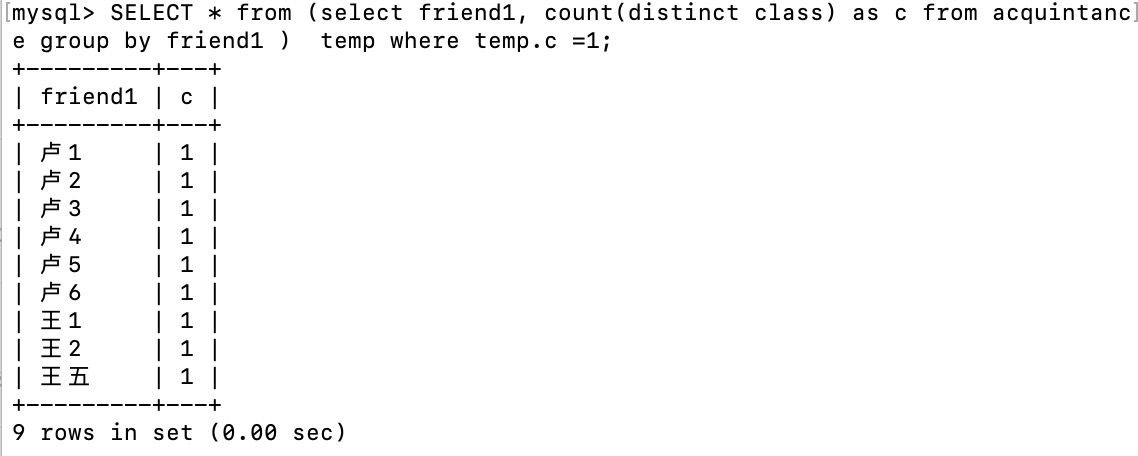 [mysql> SELECT * from (select friend1, count(distinct class) as c from acquintanc]
e group by friend1 )  temp where temp.c =1;
+---------+---+
| friend1 | c |
+---------+---+
| 卢1     | 1 |
| 卢2     | 1 |
| 卢3     | 1 |
| 卢4     | 1 |
| 卢5     | 1 |
| 卢6     | 1 |
| 王1     | 1 |
| 王2     | 1 |
| 王五    | 1 |
+---------+---+
9 rows in set (0.00 sec)